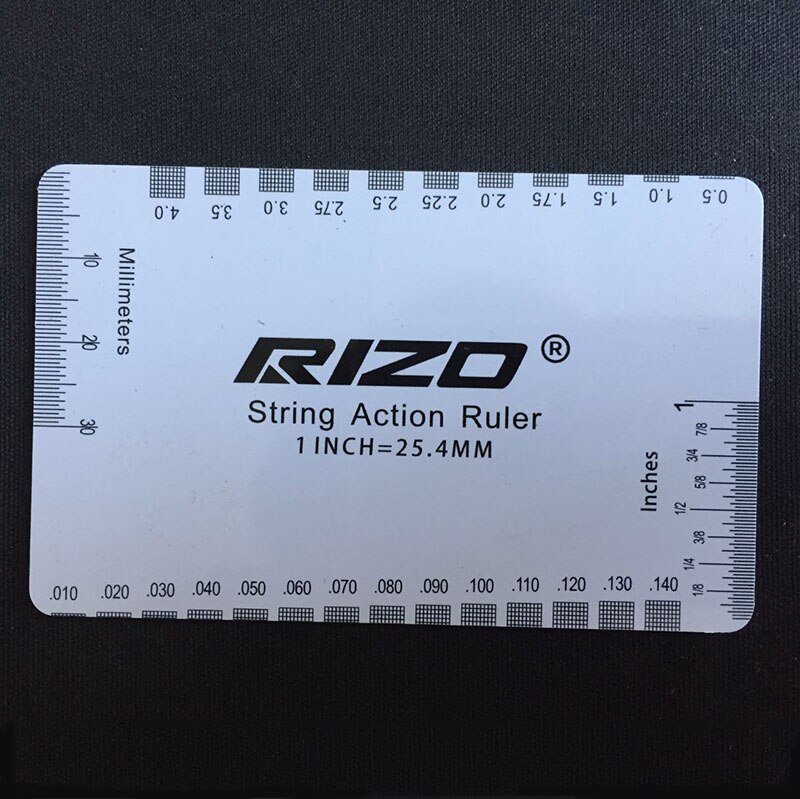 4.0 3.5 3.0 2.75 2.5 2.25 2.0 1.75 1.5 1.0 0.5
Millimeters
10
20
30
RIZO ®
String Action Ruler
1 INCH=25.4MM
Inches
1
7/8
3/4
5/8
1/2
3/8
1/4
1/8
.010 .020 .030 .040 .050 .060 .070 .080 .090 .100 .110 .120 .130 .140